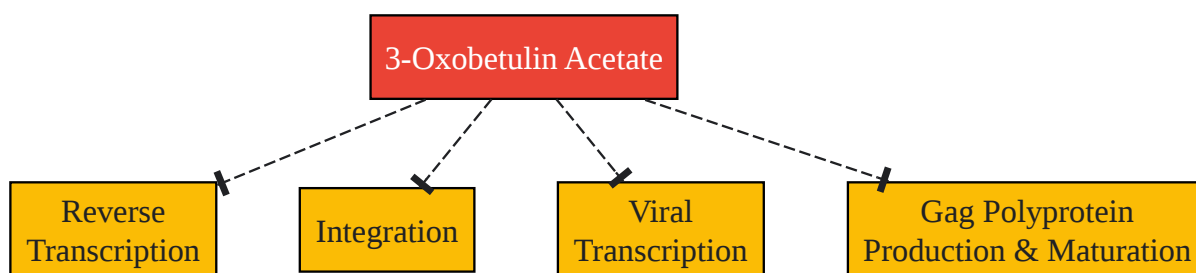 3-Oxobetulin Acetate
Reverse
Transcription
Integration
Viral
Transcription
Gag Polyprotein
Production & Maturation